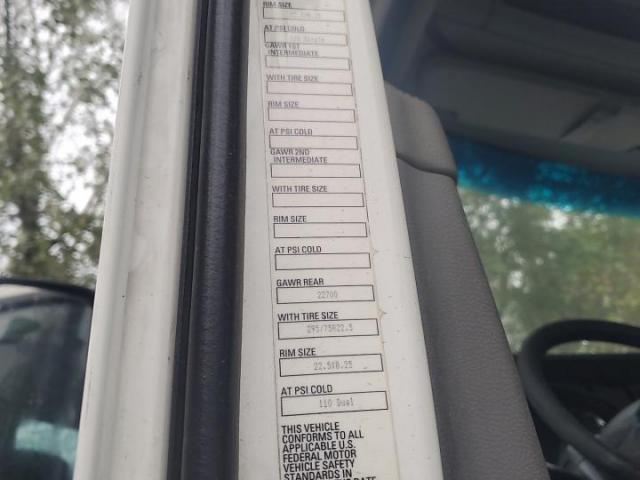 RIM SIZE
AT PSI COLD
GAWR 1ST
INTERMEDIATE
WITH TIRE SIZE
RIM SIZE
AT PSI COLD
GAWR 2ND
INTERMEDIATE
WITH TIRE SIZE
RIM SIZE
AT PSI COLD
GAWR REAR
22700
WITH TIRE SIZE
295/75R22.5
RIM SIZE
22.5X8.25
AT PSI COLD
110 Dual
THIS VEHICLE
CONFORMS TO ALL
APPLICABLE U.S.
FEDERAL MOTOR
VEHICLE SAFETY
STANDARDS IN
DATE